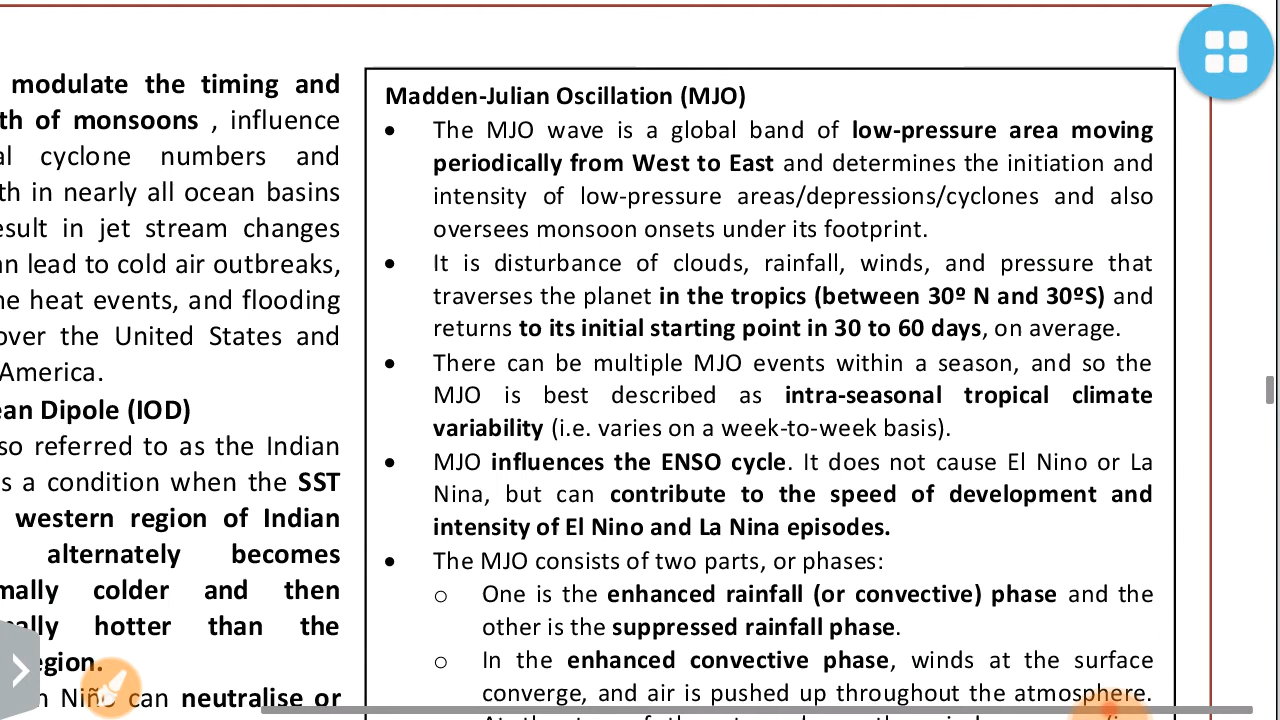 modulate the timing and
of monsoons , influence
cyclone numbers and
in nearly all ocean basins
in jet stream changes
lead to cold air outbreaks,
heat events, and flooding
over the United States and
America.
Dipole (IOD)
referred to as the Indian
a condition when the SST
western region of Indian
alternately becomes
colder and then
hotter than the
Niño can neutralise or
Madden-Julian Oscillation (MJO)
• The MJO wave is a global band of low-pressure area moving
periodically from West to East and determines the initiation and
intensity of low-pressure areas/depressions/cyclones and also
oversees monsoon onsets under its footprint.
• It is disturbance of clouds, rainfall, winds, and pressure that
traverses the planet in the tropics (between 30º N and 30ºS) and
returns to its initial starting point in 30 to 60 days, on average.
• There can be multiple MJO events within a season, and so the
MJO is best described as intra-seasonal tropical climate
variability (i.e. varies on a week-to-week basis).
• MJO influences the ENSO cycle. It does not cause El Nino or La
Nina, but can contribute to the speed of development and
intensity of El Nino and La Nina episodes.
• The MJO consists of two parts, or phases:
o One is the enhanced rainfall (or convective) phase and the
other is the suppressed rainfall phase.
o In the enhanced convective phase, winds at the surface
converge, and air is pushed up throughout the atmosphere.